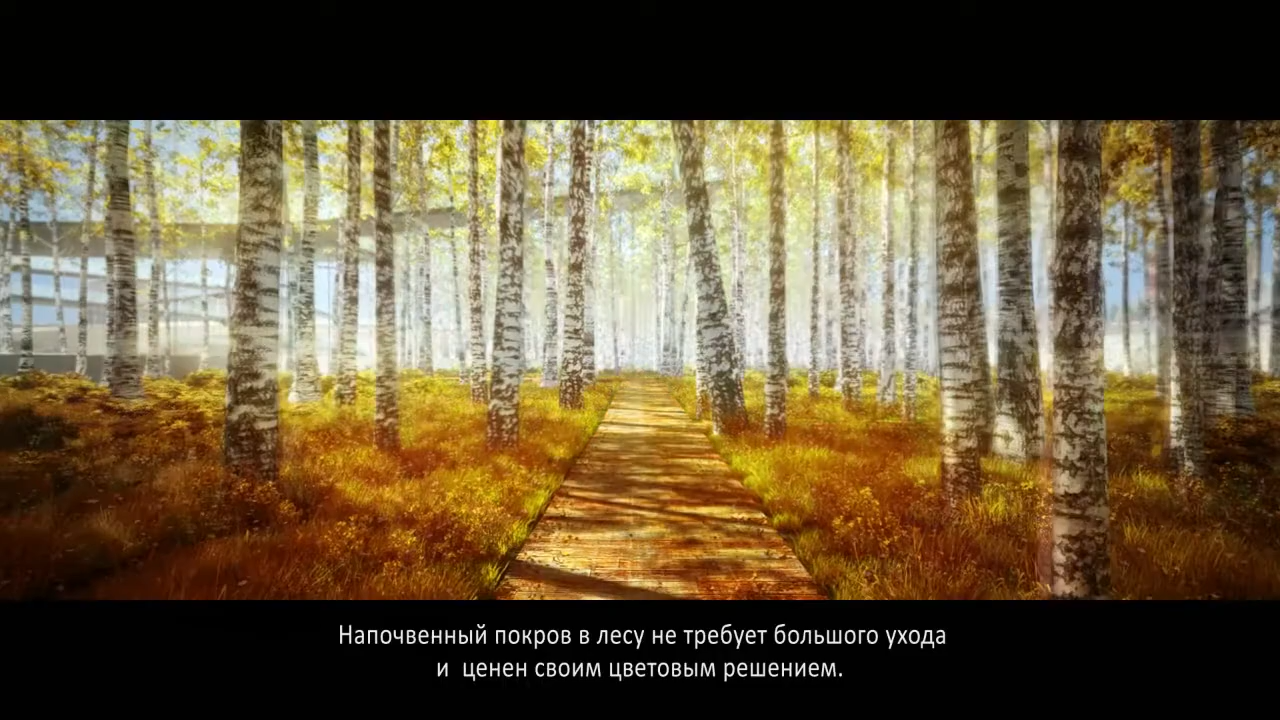 Напочвенный покров в лесу не требует большого ухода
и ценен своим цветовым решением.